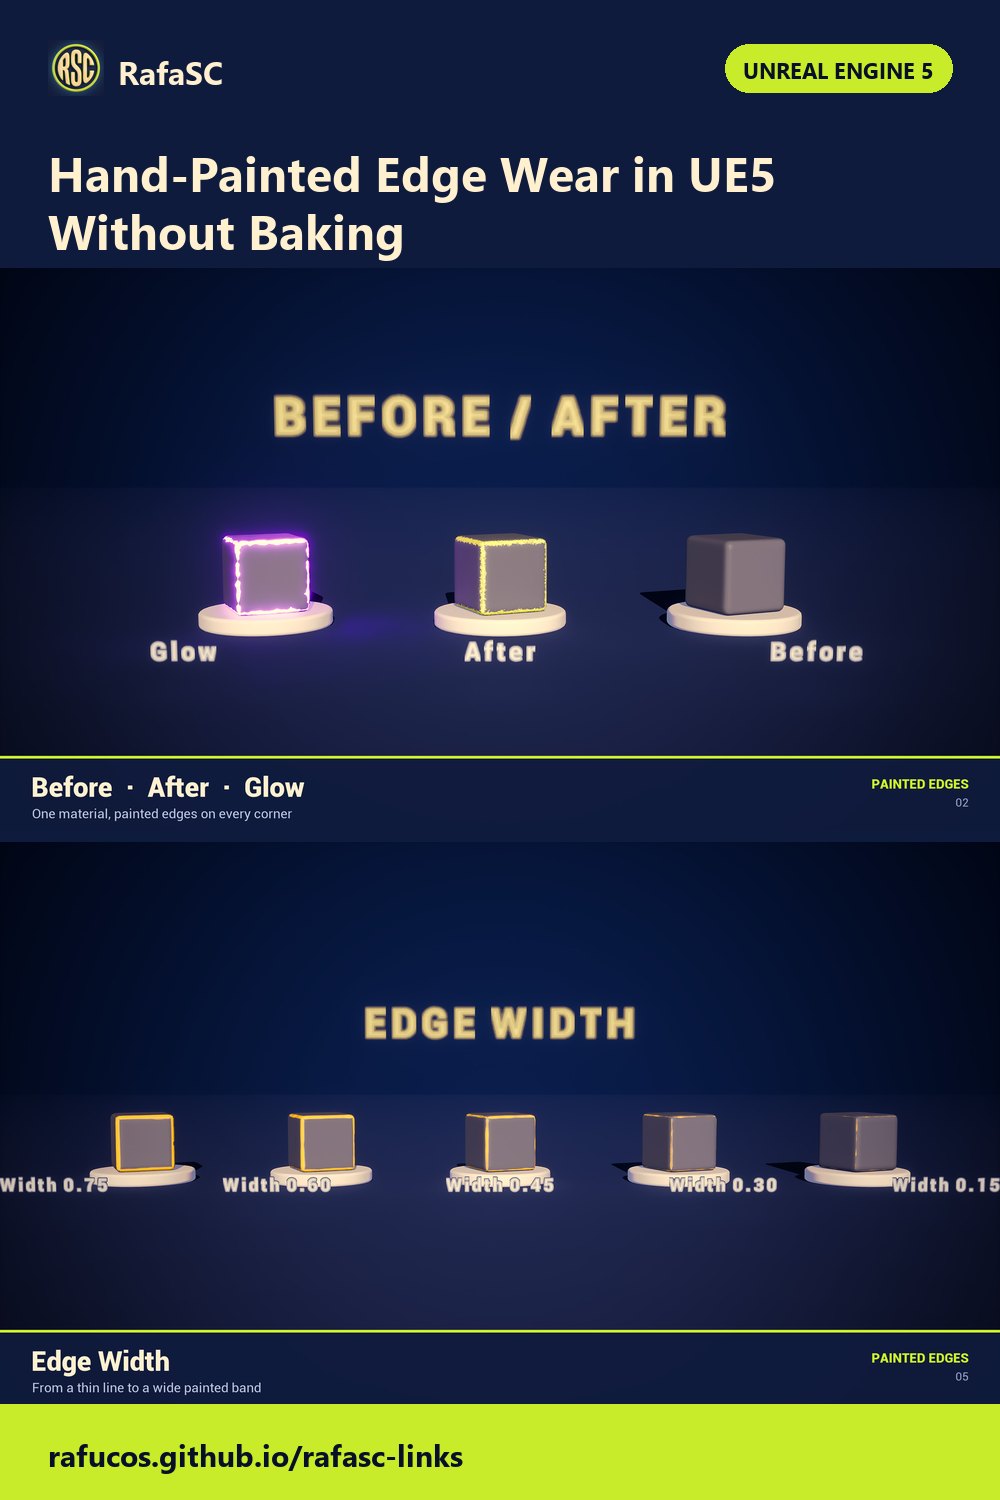 RSC
RafaSC
UNREAL ENGINE 5
Hand-Painted Edge Wear in UE5
Without Baking
BEFORE / AFTER
Glow
After
Before
Before · After · Glow
One material, painted edges on every corner
PAINTED EDGES
02
EDGE WIDTH
Width 0.75
Width 0.60
Width 0.45
Width 0.30
Width 0.15
Edge Width
From a thin line to a wide painted band
PAINTED EDGES
05
rafucos.github.io/rafasc-links